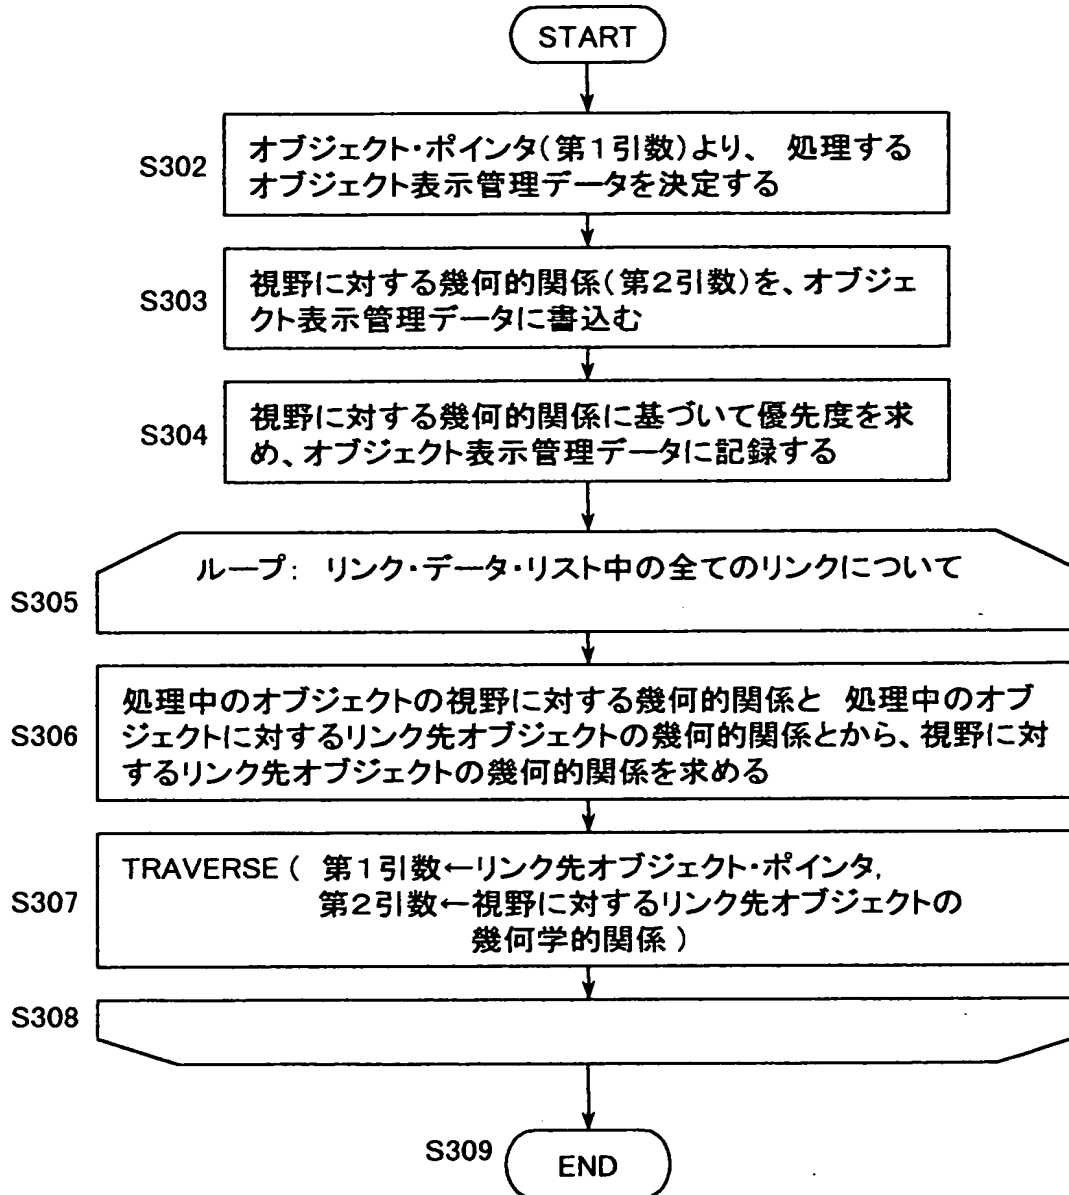 START
S302
オブジェクト・ポインタ(第1引数)より、 処理する
オブジェクト表示管理データを決定する
S303
視野に対する幾何的関係(第2引数)を、オブジェ
クト表示管理データに書込む
S304
視野に対する幾何的関係に基づいて優先度を求
め、オブジェクト表示管理データに記録する
S305
ループ: リンク・データ・リスト中の全てのリンクについて
S306
処理中のオブジェクトの視野に対する幾何的関係と 処理中のオブ
ジェクトに対するリンク先オブジェクトの幾何的関係とから、視野に対
するリンク先オブジェクトの幾何的関係を求める
S307
TRAVERSE ( 第1引数←リンク先オブジェクト・ポインタ,
第2引数←視野に対するリンク先オブジェクトの
幾何学的関係 )
S308
S309
END